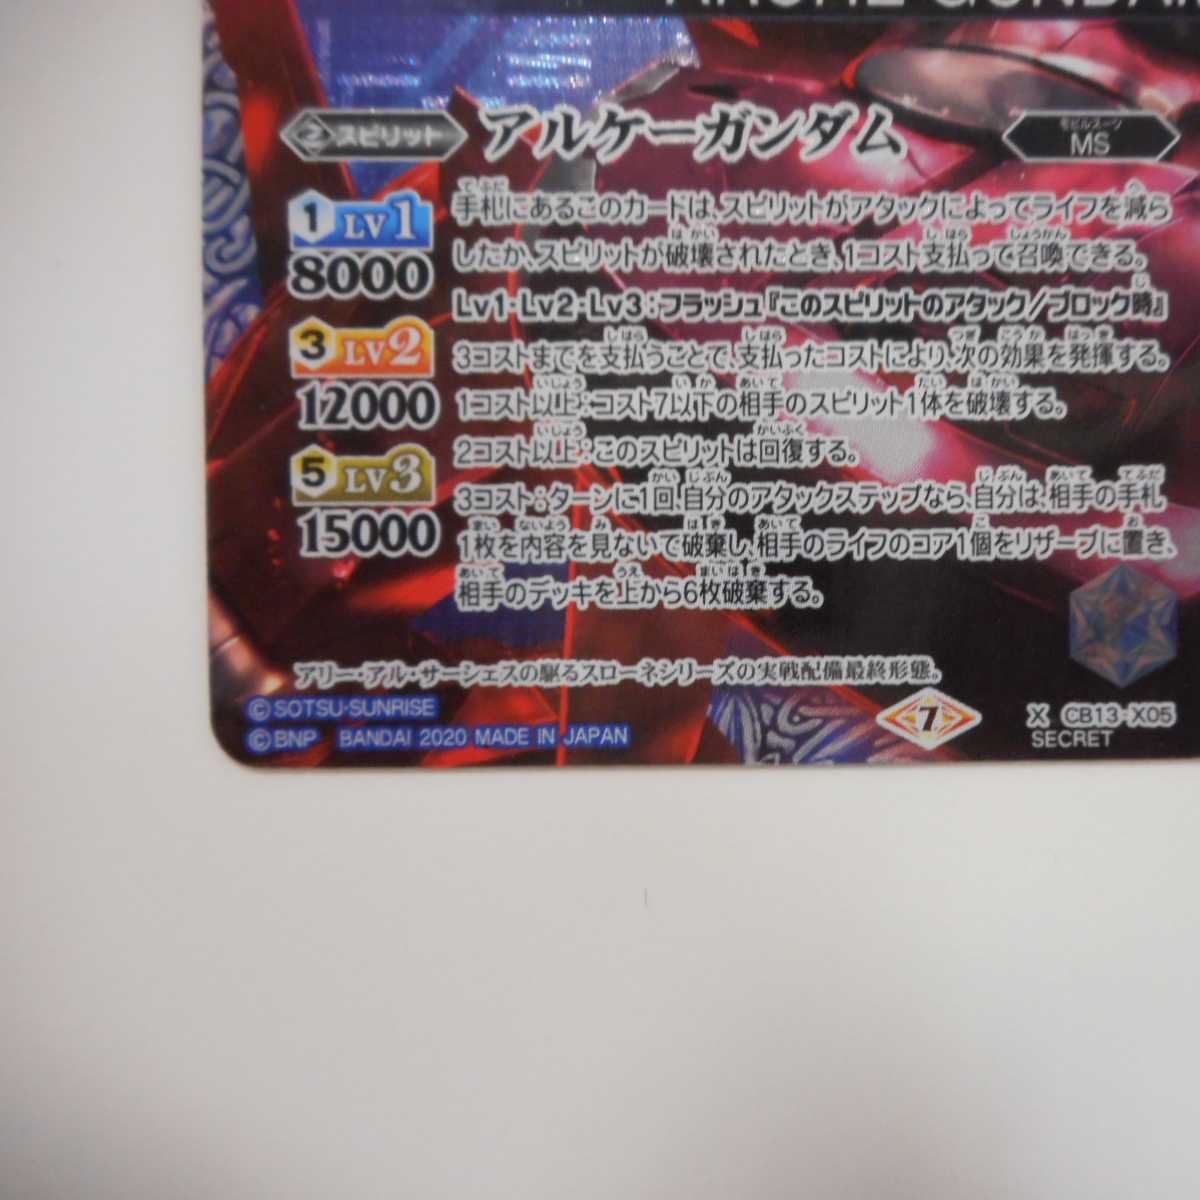 ②スピリット アルケーガンダム モビルスーツ MS
1 LV1 8000
3 LV2 12000
5 LV3 15000
手札にあるこのカードは、スピリットがアタックによってライフを減ら
したか、スピリットが破壊されたとき、1コスト支払って召喚できる。
Lv1・Lv2・Lv3：フラッシュ『このスピリットのアタック／ブロック時』
3コストまでを支払うことで、支払ったコストにより、次の効果を発揮する。
1コスト以上：コスト7以下の相手のスピリット1体を破壊する。
2コスト以上：このスピリットは回復する。
3コスト：ターンに1回、自分のアタックステップなら、自分は、相手の手札
1枚を内容を見ないで破棄し、相手のライフのコア1個をリザーブに置き、
相手のデッキを上から6枚破棄する。
アリー・アル・サーシェスの駆るスローネシリーズの実戦配備最終形態。
©SOTSU・SUNRISE
©BNP BANDAI 2020 MADE IN JAPAN
7
X CB13-X05
SECRET